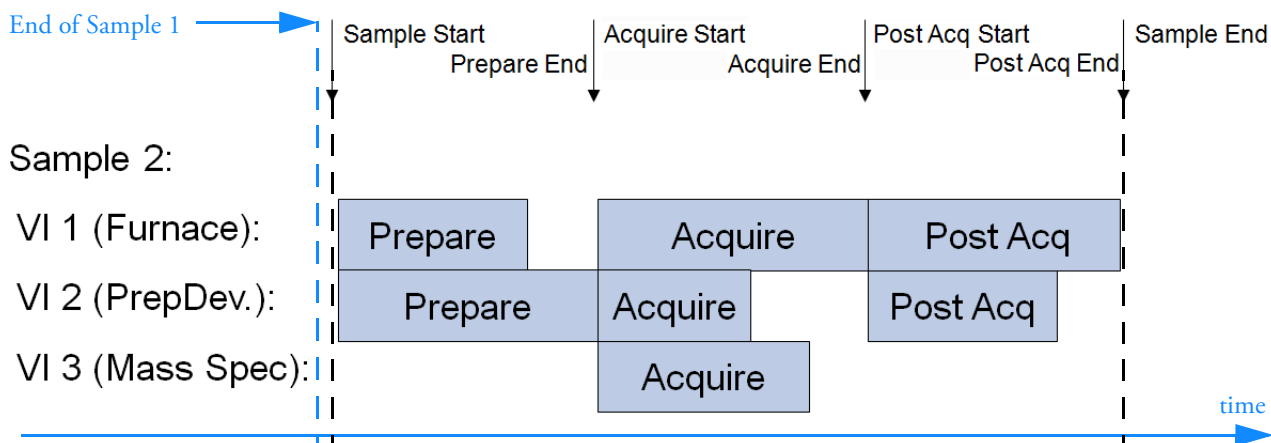 End of Sample 1
Sample Start
Acquire Start
Post Acq Start
Sample End
Prepare End
Acquire End
Post Acq End
Sample 2:
VI 1 (Furnace):
Prepare
Acquire
Post Acq
VI 2 (PrepDev.):
Prepare
Acquire
Post Acq
VI 3 (Mass Spec):
Acquire
time